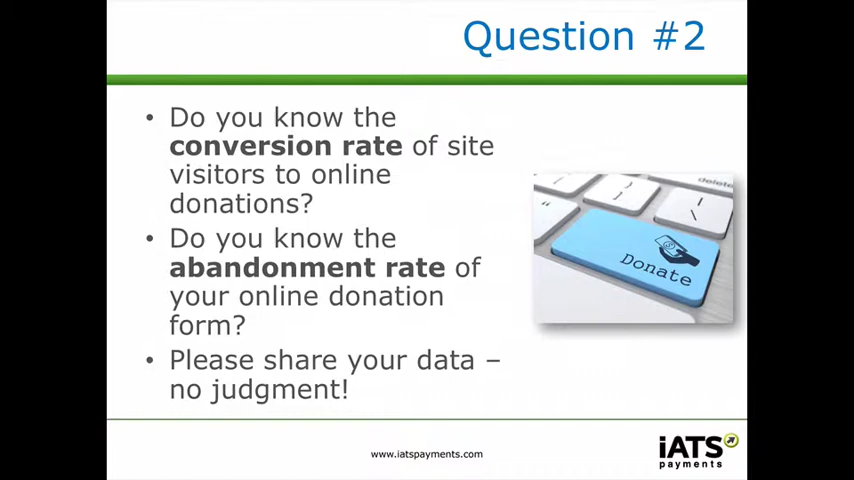 Question #2
• Do you know the
conversion rate of site
visitors to online
donations?
• Do you know the
abandonment rate of
your online donation
form?
• Please share your data –
no judgment!
delete
Donate
www.iatspayments.com
iATS
payments